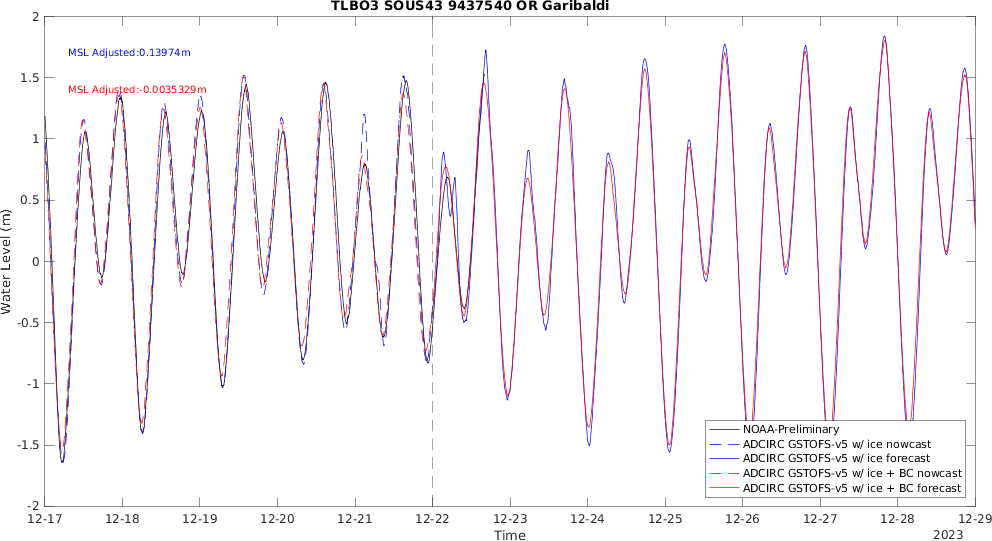 TLBO3 SOUS43 9437540 OR Garibaldi
MSL Adjusted:0.13974m
MSL Adjusted:-0.0035329m
Water Level (m)
2
1.5
1
0.5
0
-0.5
-1
-1.5
-2
NOAA-Preliminary
ADCIRC GSTOFS-v5 w/ ice nowcast
ADCIRC GSTOFS-v5 w/ ice forecast
ADCIRC GSTOFS-v5 w/ ice + BC nowcast
ADCIRC GSTOFS-v5 w/ ice + BC forecast
12-17 12-18 12-19 12-20 12-21 12-22 12-23 12-24 12-25 12-26 12-27 12-28 12-29
Time
2023